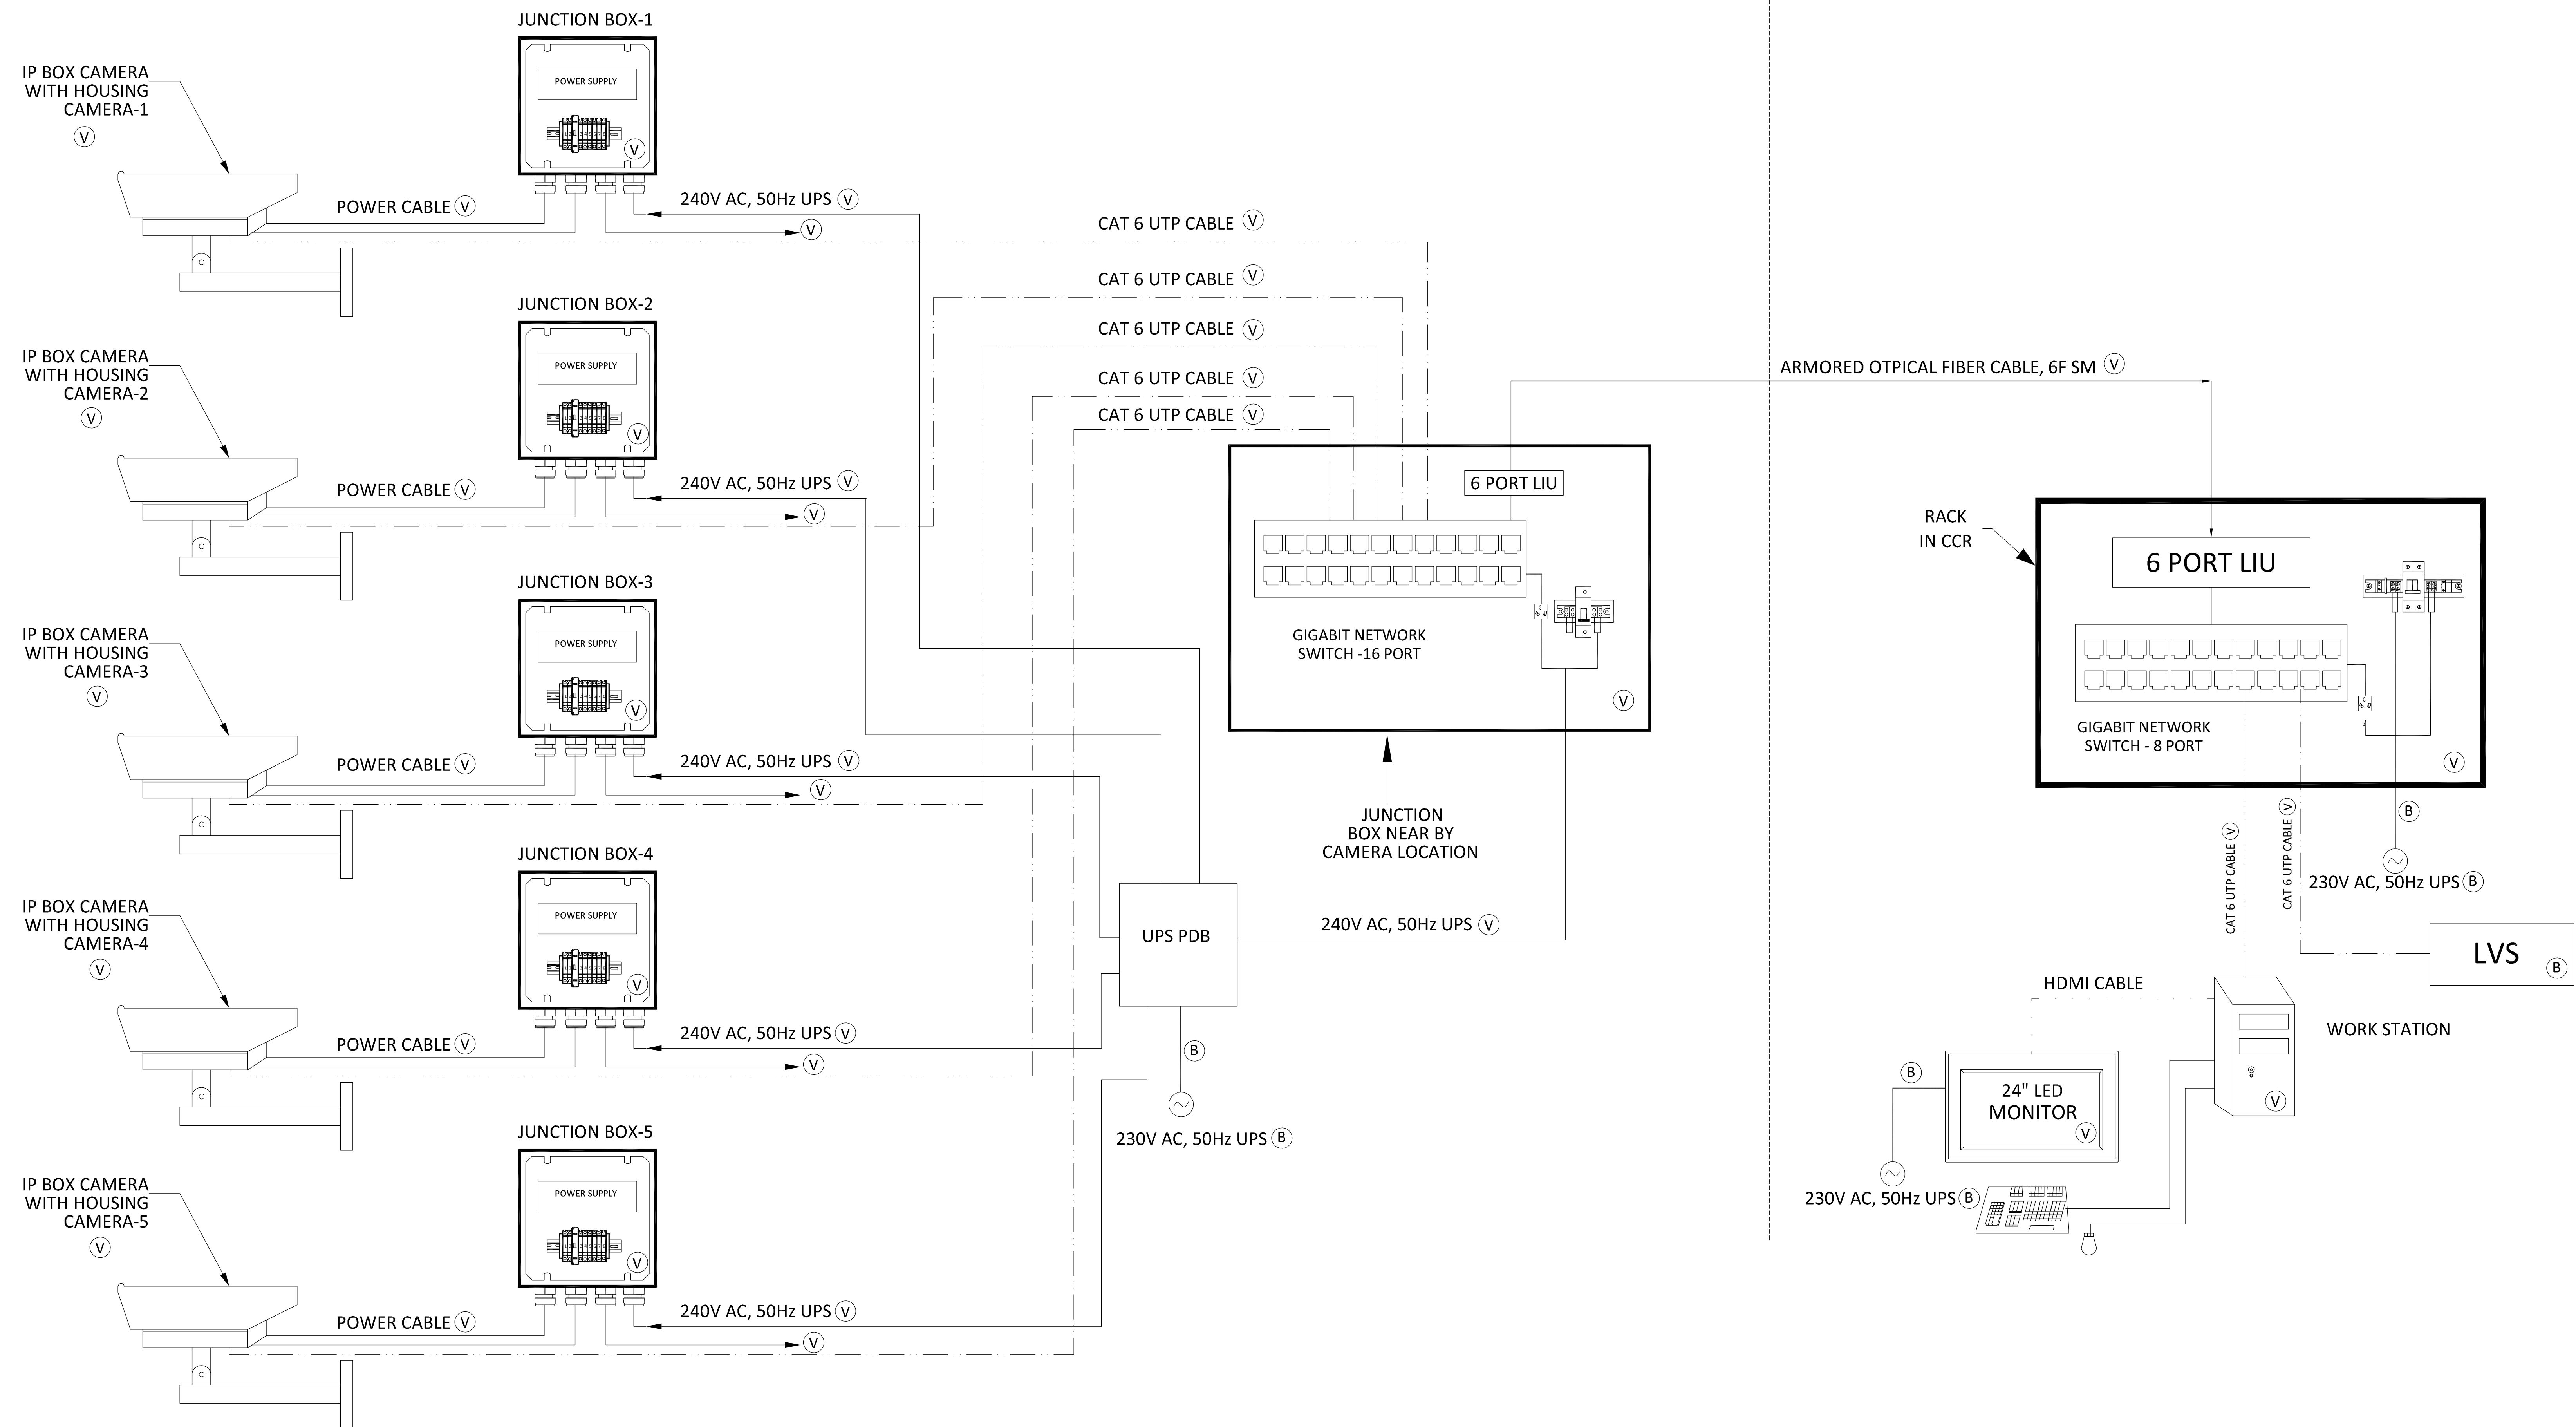 JUNCTION BOX-1
IP BOX CAMERA
WITH HOUSING
CAMERA-1
V
POWER SUPPLY
V
POWER CABLE V
240V AC, 50Hz UPS V
V
CAT 6 UTP CABLE V
CAT 6 UTP CABLE V
CAT 6 UTP CABLE V
CAT 6 UTP CABLE V
CAT 6 UTP CABLE V
JUNCTION BOX-2
IP BOX CAMERA
WITH HOUSING
CAMERA-2
V
POWER SUPPLY
V
POWER CABLE V
240V AC, 50Hz UPS V
V
JUNCTION BOX-3
IP BOX CAMERA
WITH HOUSING
CAMERA-3
V
POWER SUPPLY
V
POWER CABLE V
240V AC, 50Hz UPS V
V
JUNCTION BOX-4
IP BOX CAMERA
WITH HOUSING
CAMERA-4
V
POWER SUPPLY
V
POWER CABLE V
240V AC, 50Hz UPS V
V
JUNCTION BOX-5
IP BOX CAMERA
WITH HOUSING
CAMERA-5
V
POWER SUPPLY
V
POWER CABLE V
240V AC, 50Hz UPS V
V
6 PORT LIU
GIGABIT NETWORK
SWITCH -16 PORT
V
JUNCTION
BOX NEAR BY
CAMERA LOCATION
UPS PDB
240V AC, 50Hz UPS V
B
230V AC, 50Hz UPS B
ARMORED OTPICAL FIBER CABLE, 6F SM V
RACK
IN CCR
6 PORT LIU
GIGABIT NETWORK
SWITCH - 8 PORT
V
B
230V AC, 50Hz UPS B
CAT 6 UTP CABLE V
CAT 6 UTP CABLE V
LVS
B
HDMI CABLE
WORK STATION
V
B
24" LED
MONITOR
V
230V AC, 50Hz UPS B